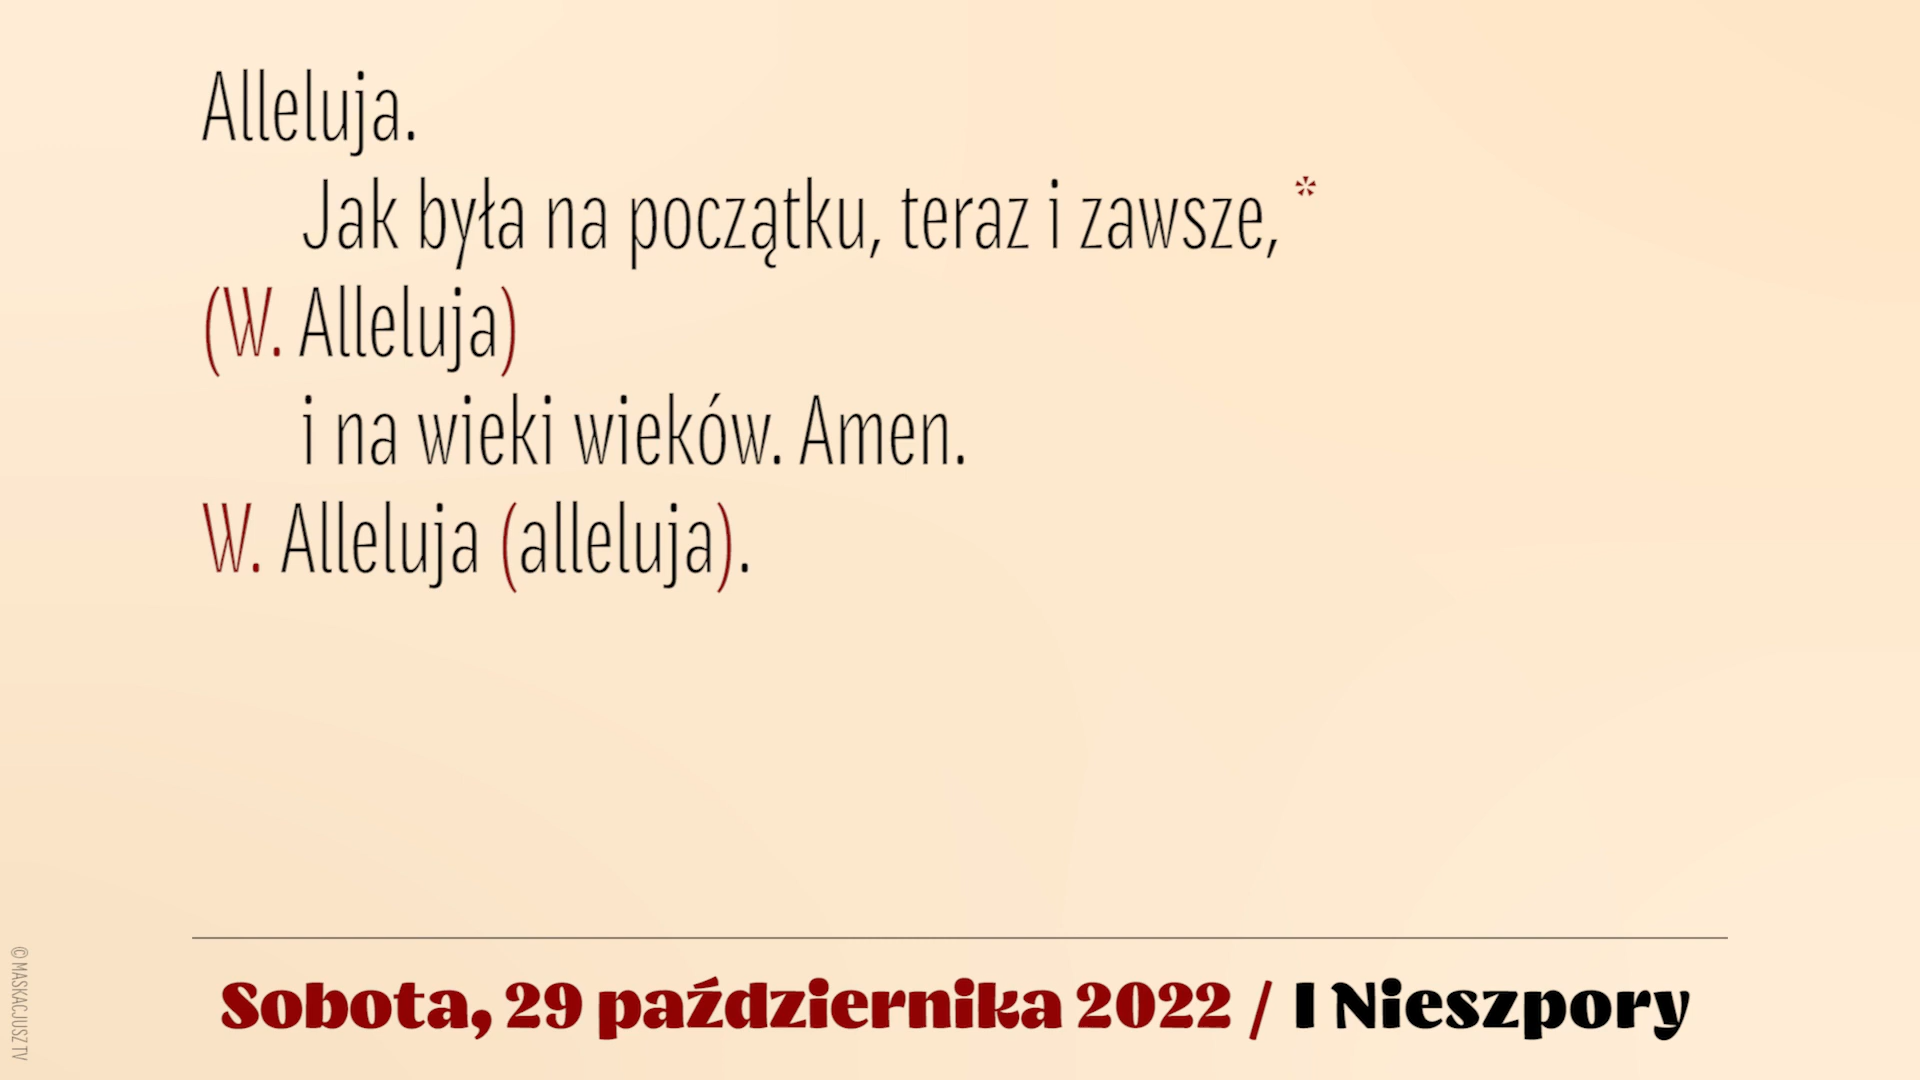 Alleluja.
Jak była na początku, teraz i zawsze, *
(W. Alleluja)
i na wieki wieków. Amen.
W. Alleluja (alleluja).
Sobota, 29 października 2022 / I Nieszpory
© MASKACJUSZ TV